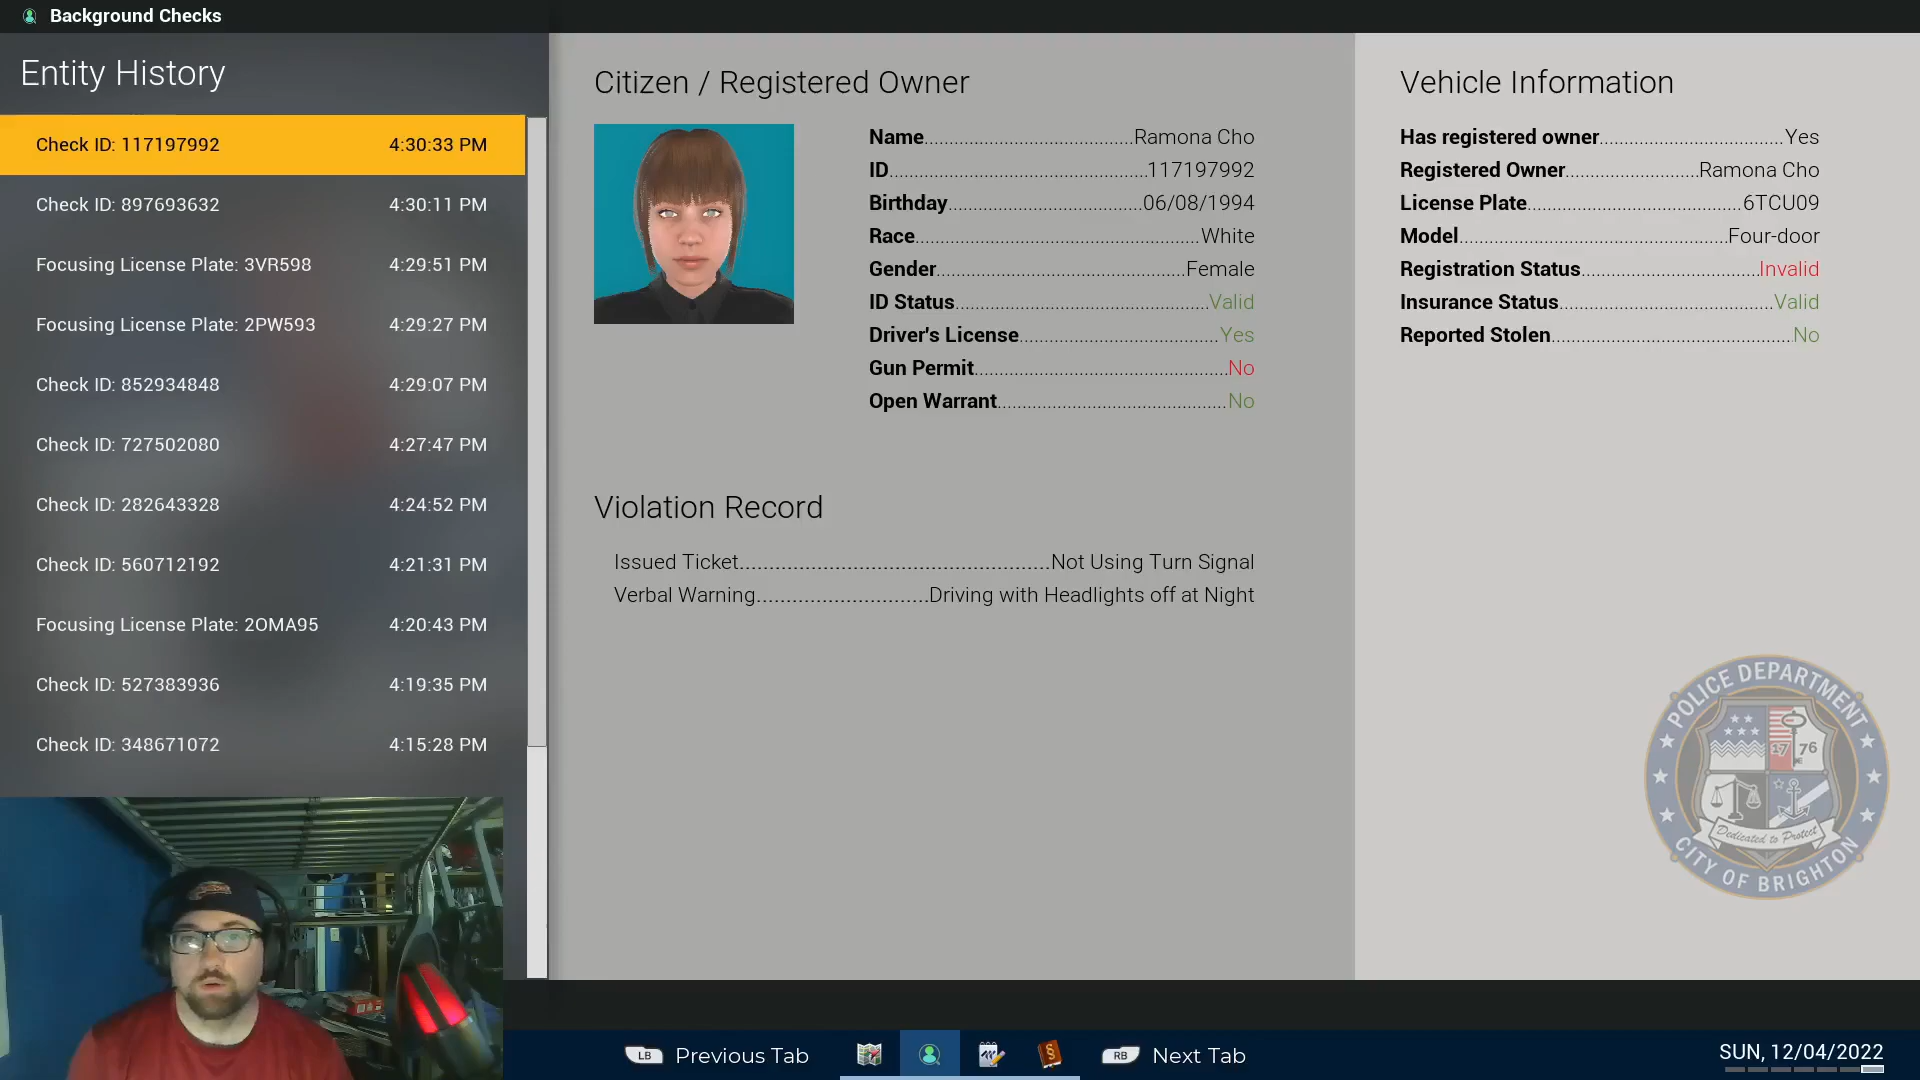 Background Checks
Entity History
Check ID: 117197992 4:30:33 PM
Check ID: 897693632 4:30:11 PM
Focusing License Plate: 3VR598 4:29:51 PM
Focusing License Plate: 2PW593 4:29:27 PM
Check ID: 852934848 4:29:07 PM
Check ID: 727502080 4:27:47 PM
Check ID: 282643328 4:24:52 PM
Check ID: 560712192 4:21:31 PM
Focusing License Plate: 2OMA95 4:20:43 PM
Check ID: 527383936 4:19:35 PM
Check ID: 348671072 4:15:28 PM
Citizen / Registered Owner
Name Ramona Cho
ID 117197992
Birthday 06/08/1994
Race White
Gender Female
ID Status Valid
Driver's License Yes
Gun Permit No
Open Warrant No
Violation Record
Issued Ticket Not Using Turn Signal
Verbal Warning Driving with Headlights off at Night
Vehicle Information
Has registered owner Yes
Registered Owner Ramona Cho
License Plate 6TCU09
Model Four-door
Registration Status Invalid
Insurance Status Valid
Reported Stolen No
POLICE DEPARTMENT
17 76
Dedicated to Protect
CITY OF BRIGHTON
LB Previous Tab
RB Next Tab
SUN, 12/04/2022